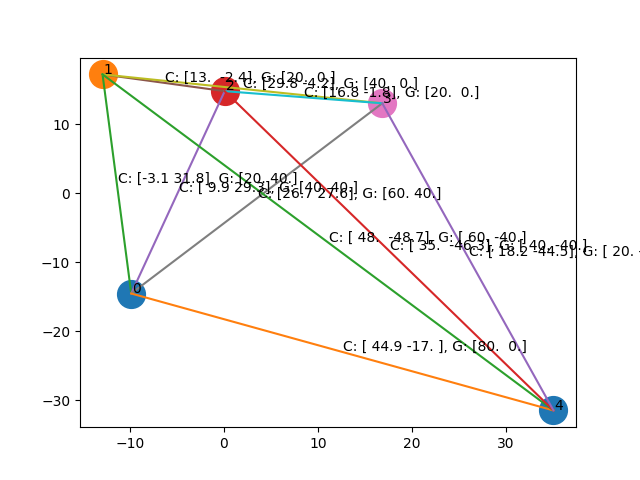 1
C: [13. -2.4], G: [20. 0.]
2
C: [29.8 -4.2], G: [40. 0.]
3
C: [16.8 -1.8], G: [20. 0.]
10
C: [-3.1 31.8], G: [20. 40.]
C: [ 9.9 29.3], G: [40. 40.]
C: [26.7 27.6], G: [60. 40.]
0
C: [ 48. -48.7], G: [ 60. -40.]
C: [ 35. -46.3], G: [ 40. -40.]
C: [ 18.2 -44.5], G: [ 20. -
−10
0
−20
C: [ 44.9 -17. ], G: [80. 0.]
−30
4
−10
0
10
20
30